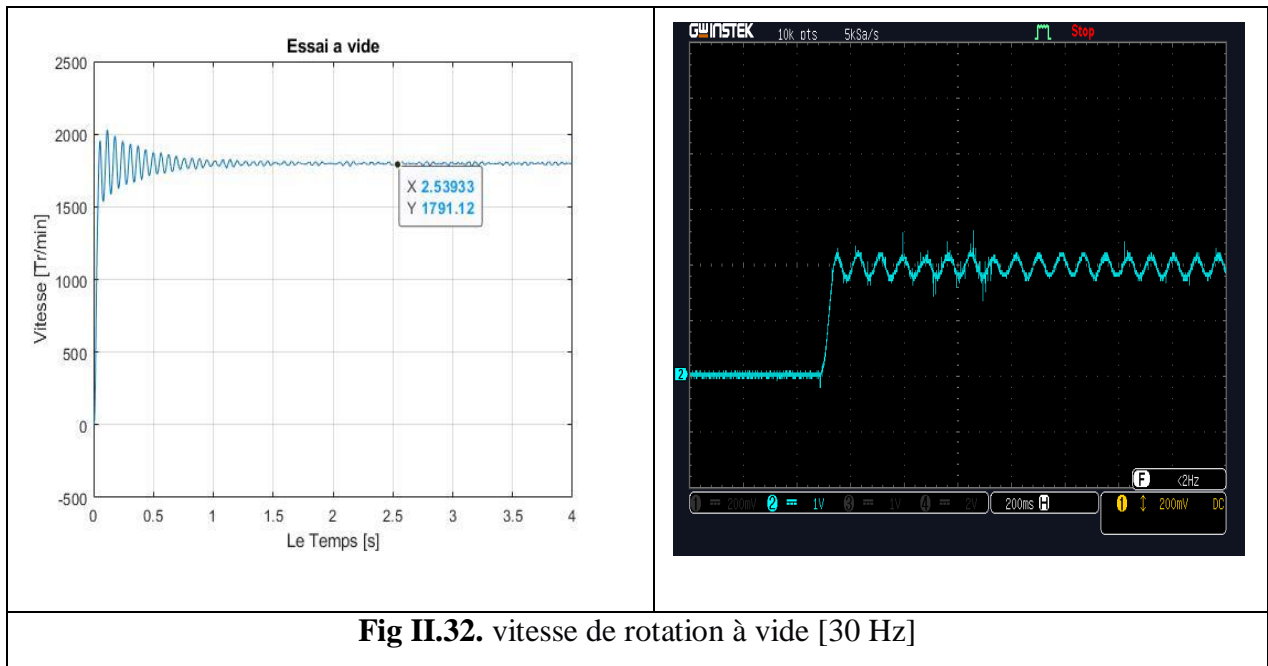 Essai a vide
2500
2000
1500
1000
500
0
-500
0 0.5 1 1.5 2 2.5 3 3.5 4
Vitesse [Tr/min]
Le Temps [s]
X 2.53933
Y 1791.12
GWINSTEK 10k pts 5kSa/s Stop
2
F <2Hz
1 200mV 2 1V 3 1V 4 2V 200ms H 1 200mV DC
Fig II.32. vitesse de rotation à vide [30 Hz]